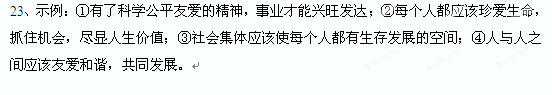 23、示例：①有了科学公平友爱的精神，事业才能兴旺发达；②每个人都应该珍爱生命，
抓住机会，尽显人生价值；③社会集体应该使每个人都有生存发展的空间；④人与人之
间应该友爱和谐，共同发展。